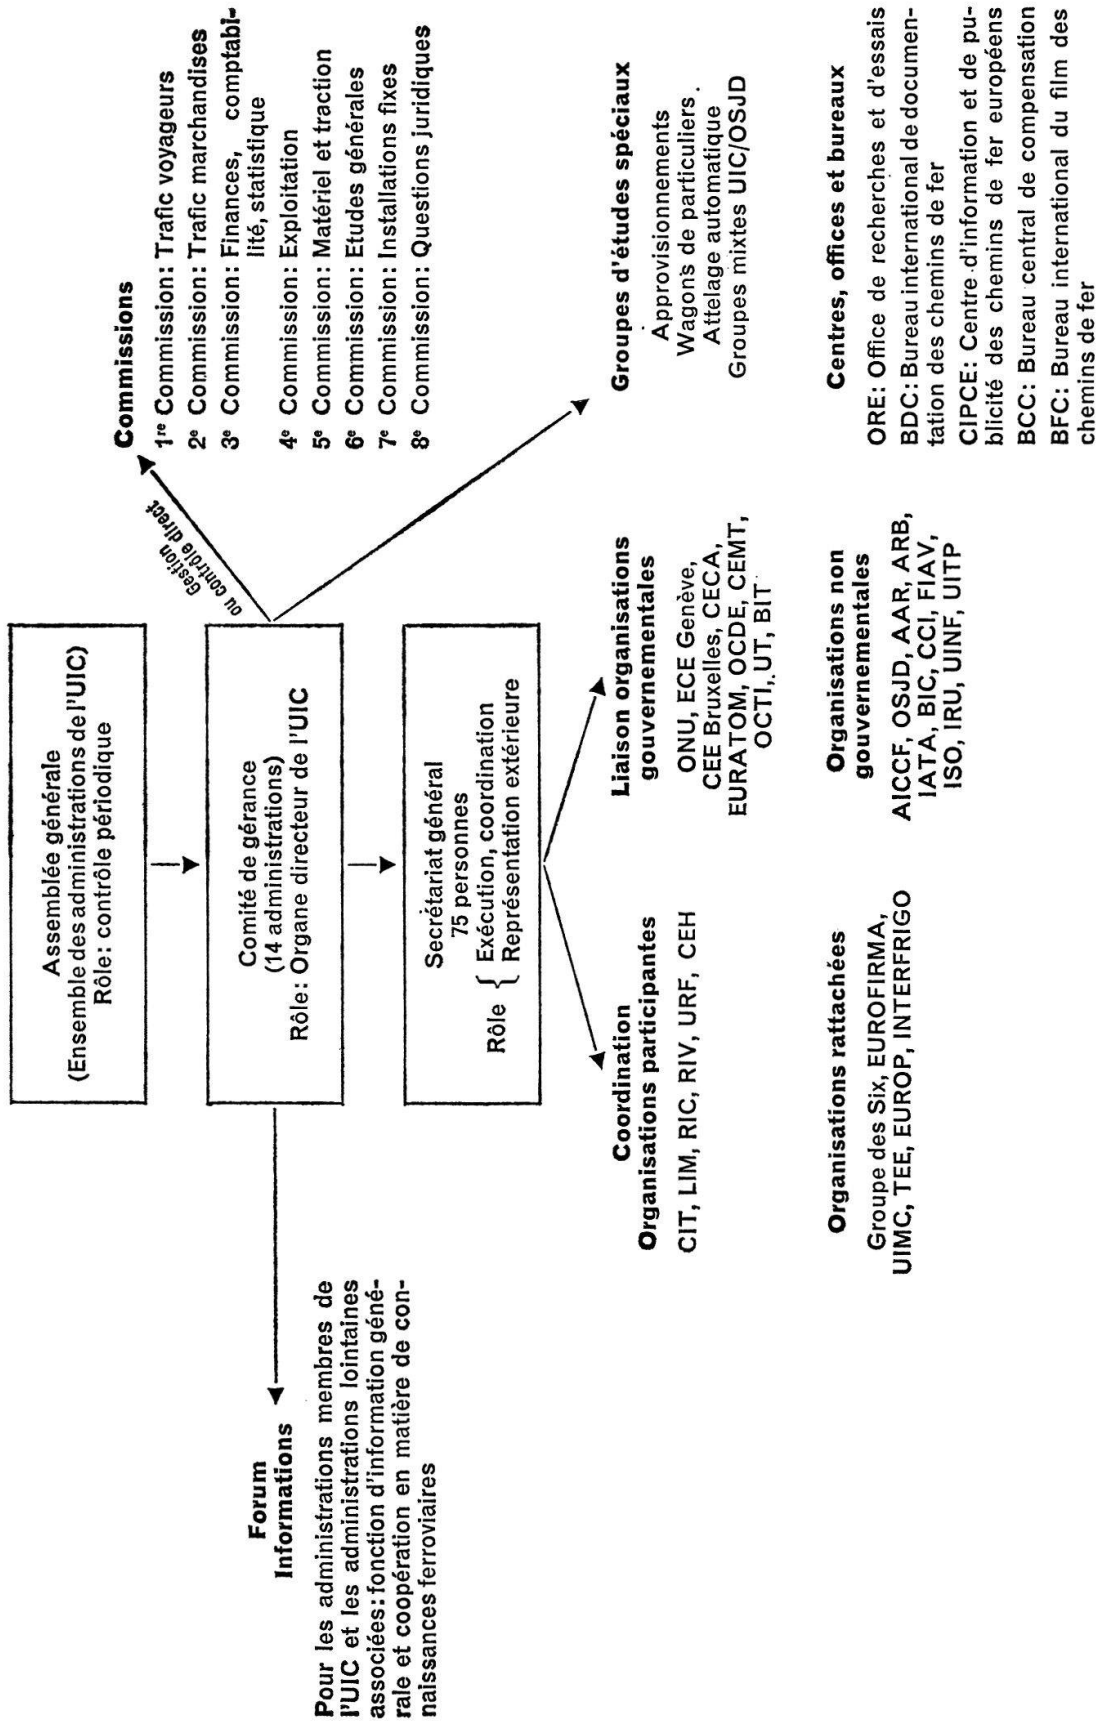 Assemblée générale
(Ensemble des administrations de l'UIC)
Rôle: contrôle périodique
Comité de gérance
(14 administrations)
Rôle: Organe directeur de l'UIC
Secrétariat général
75 personnes
Rôle { Exécution, coordination
Représentation extérieure
Forum
Informations
Pour les administrations membres de
l'UIC et les administrations lointaines
associées: fonction d'information géné-
rale et coopération en matière de con-
naissances ferroviaires
Gestion
ou contrôle direct
Commissions
1re Commission: Trafic voyageurs
2e Commission: Trafic marchandises
3e Commission: Finances, comptabi-
lité, statistique
4e Commission: Exploitation
5e Commission: Matériel et traction
6e Commission: Etudes générales
7e Commission: Installations fixes
8e Commission: Questions juridiques
Coordination
Organisations participantes
CIT, LIM, RIC, RIV, URF, CEH
Liaison organisations
gouvernementales
ONU, ECE Genève,
CEE Bruxelles, CECA,
EURATOM, OCDE, CEMT,
OCTI, UT, BIT
Groupes d'études spéciaux
Approvisionnements
Wagons de particuliers
Attelage automatique
Groupes mixtes UIC/OSJD
Organisations rattachées
Groupe des Six, EUROFIRMA,
UIMC, TEE, EUROP, INTERFRIGO
Organisations non
gouvernementales
AICCF, OSJD, AAR, ARB,
IATA, BIC, CCI, FIAV,
ISO, IRU, UINF, UITP
Centres, offices et bureaux
ORE: Office de recherches et d'essais
BDC: Bureau international de documen-
tation des chemins de fer
CIPCE: Centre d'information et de pu-
blicité des chemins de fer européens
BCC: Bureau central de compensation
BFC: Bureau international du film des
chemins de fer